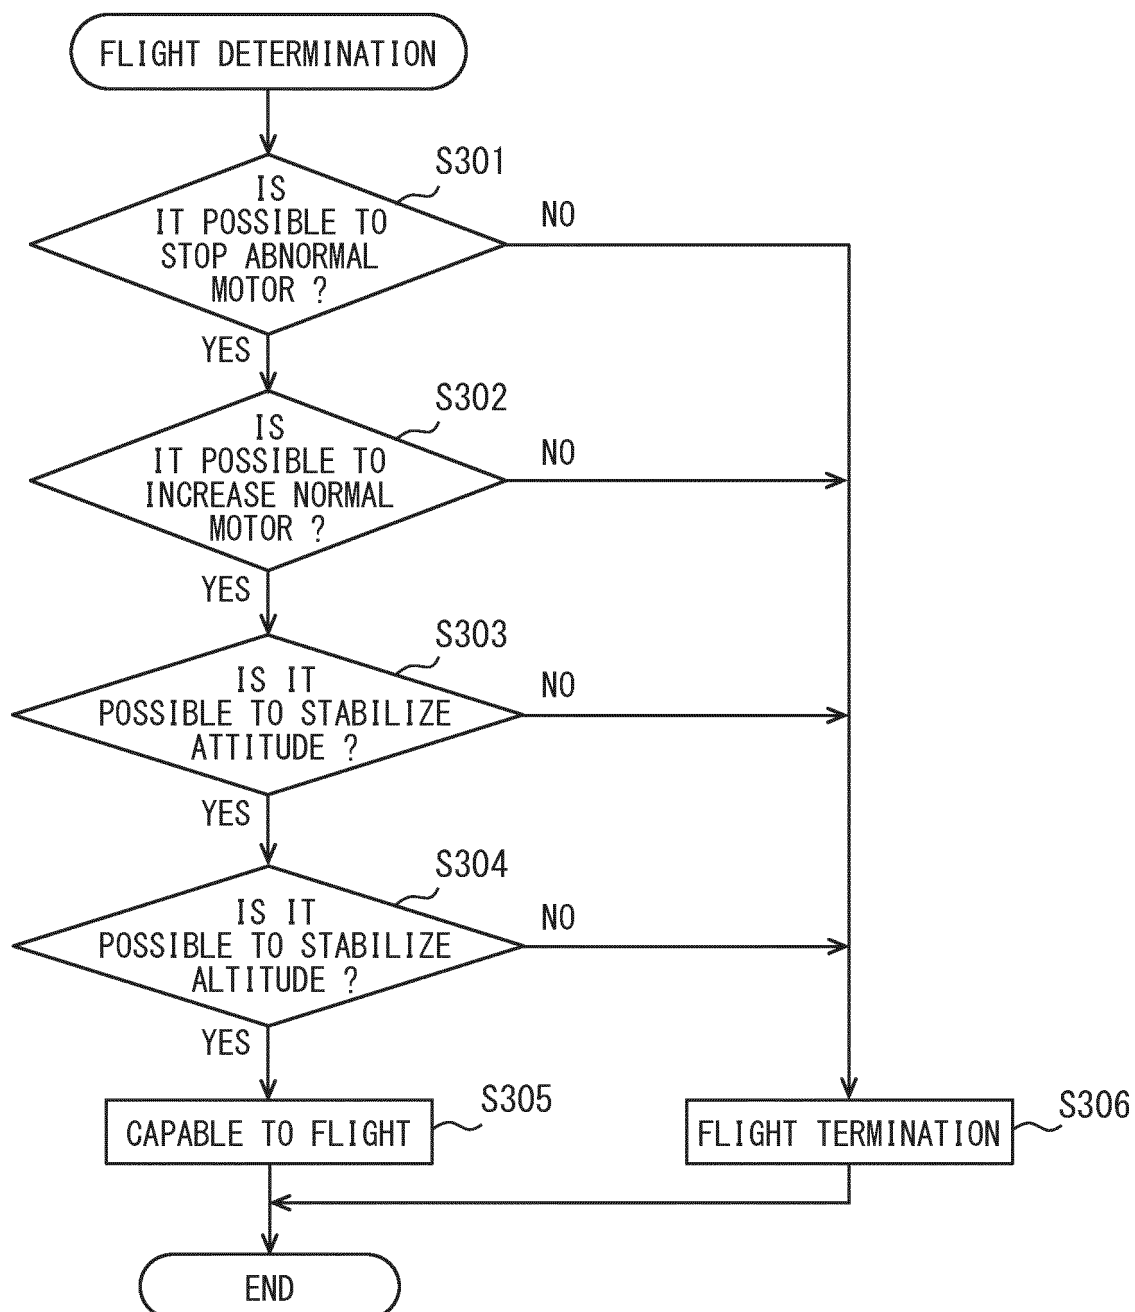 FLIGHT DETERMINATION
S301
IS
IT POSSIBLE TO
STOP ABNORMAL
MOTOR ?
NO
YES
S302
IS
IT POSSIBLE TO
INCREASE NORMAL
MOTOR ?
NO
YES
S303
IS IT
POSSIBLE TO STABILIZE
ATTITUDE ?
NO
YES
S304
IS IT
POSSIBLE TO STABILIZE
ALTITUDE ?
NO
YES
CAPABLE TO FLIGHT
S305
FLIGHT TERMINATION
S306
END